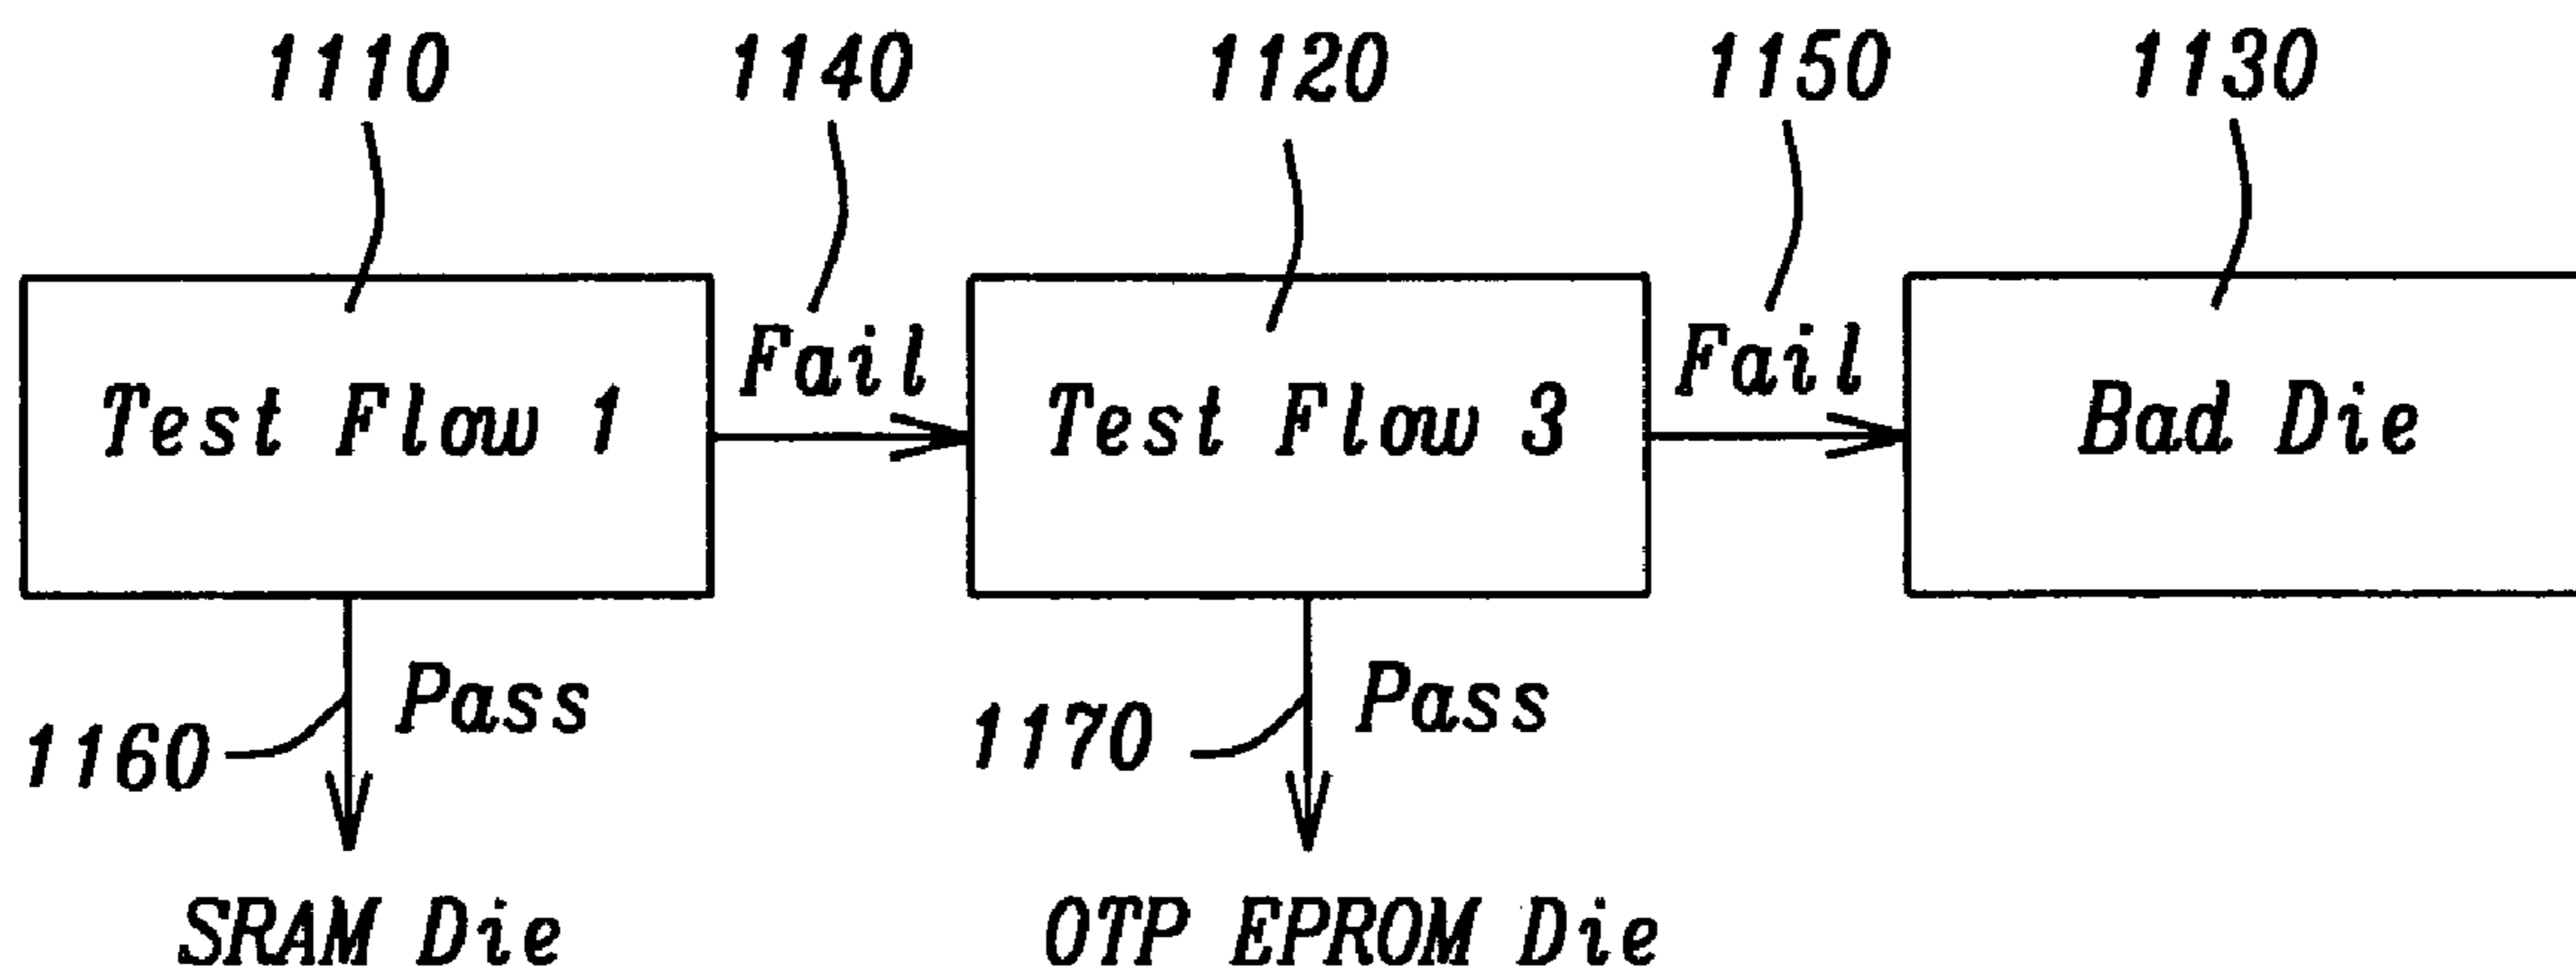 1110 1140 1120 1150 1130
Fail Fail
Test Flow 1 Test Flow 3 Bad Die
Pass Pass
1160 1170
SRAM Die OTP EPROM Die